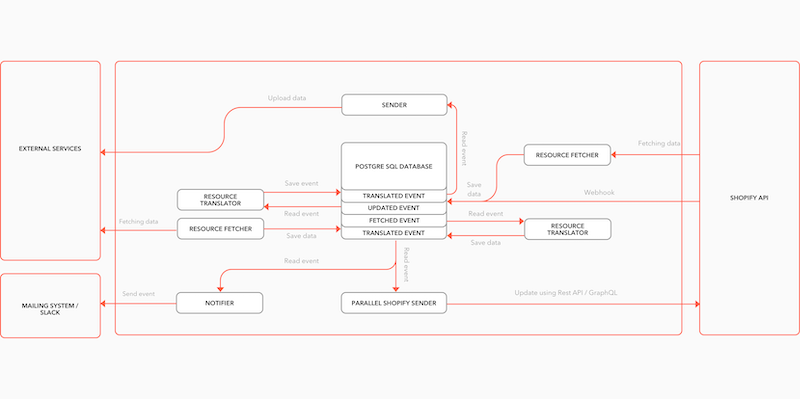 Upload data
SENDER
EXTERNAL SERVICES
Read event
POSTGRE SQL DATABASE
RESOURCE FETCHER
Fetching data
Save event
RESOURCE
TRANSLATOR
Read event
TRANSLATED EVENT
UPDATED EVENT
FETCHED EVENT
TRANSLATED EVENT
Save
data
Webhook
SHOPIFY API
Fetching data
RESOURCE FETCHER
Save data
Read event
RESOURCE
TRANSLATOR
Save data
Read event
Read event
MAILING SYSTEM /
SLACK
Send event
NOTIFIER
PARALLEL SHOPIFY SENDER
Update using Rest API / GraphQL